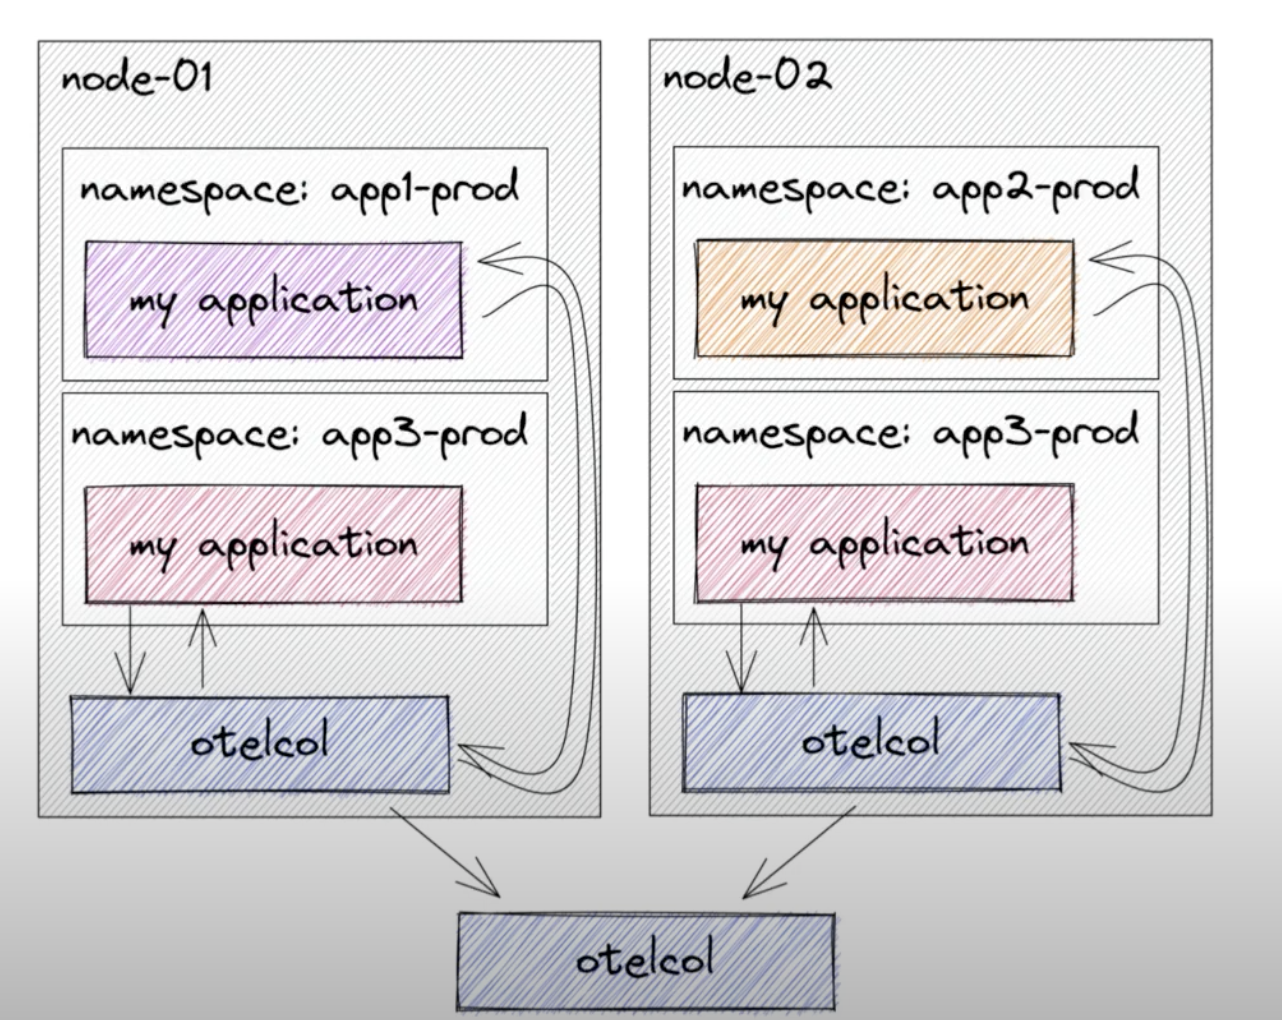 node-01
namespace: app1-prod
my application
namespace: app3-prod
my application
otelcol
node-02
namespace: app2-prod
my application
namespace: app3-prod
my application
otelcol
otelcol